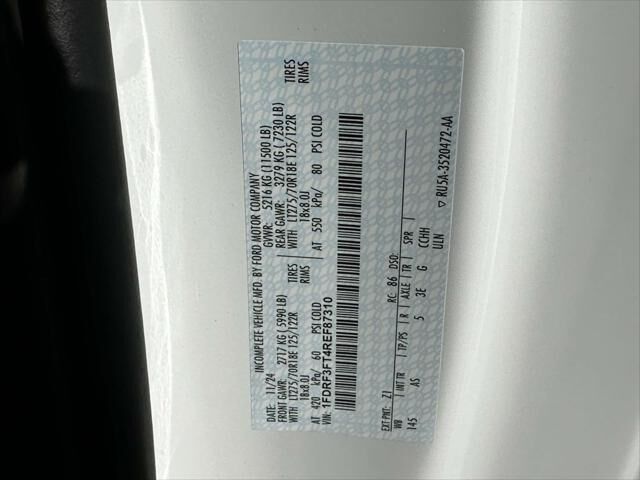 INCOMPLETE VEHICLE MFD. BY FORD MOTOR COMPANY
11/24 GVWR: 5216 KG (11500 LB)
FRONT GAWR: 2717 KG (5990 LB) REAR GAWR: 3279 KG (7230 LB)
WITH LT275/70R18E 125/122R TIRES WITH LT275/70R18E 125/122R TIRES
18x8.0J RIMS 18x8.0J RIMS
AT 420 kPa/ 60 PSI COLD AT 550 kPa/ 80 PSI COLD
VIN: 1FDRF3FT4REF87310
EXT PNT: Z1 RC: 86 DSO:
WB INT TR TP/PS R AXLE TR SPR
145 AS 5 3E G CCHH
ULN
▽ RU5A-3520472-AA